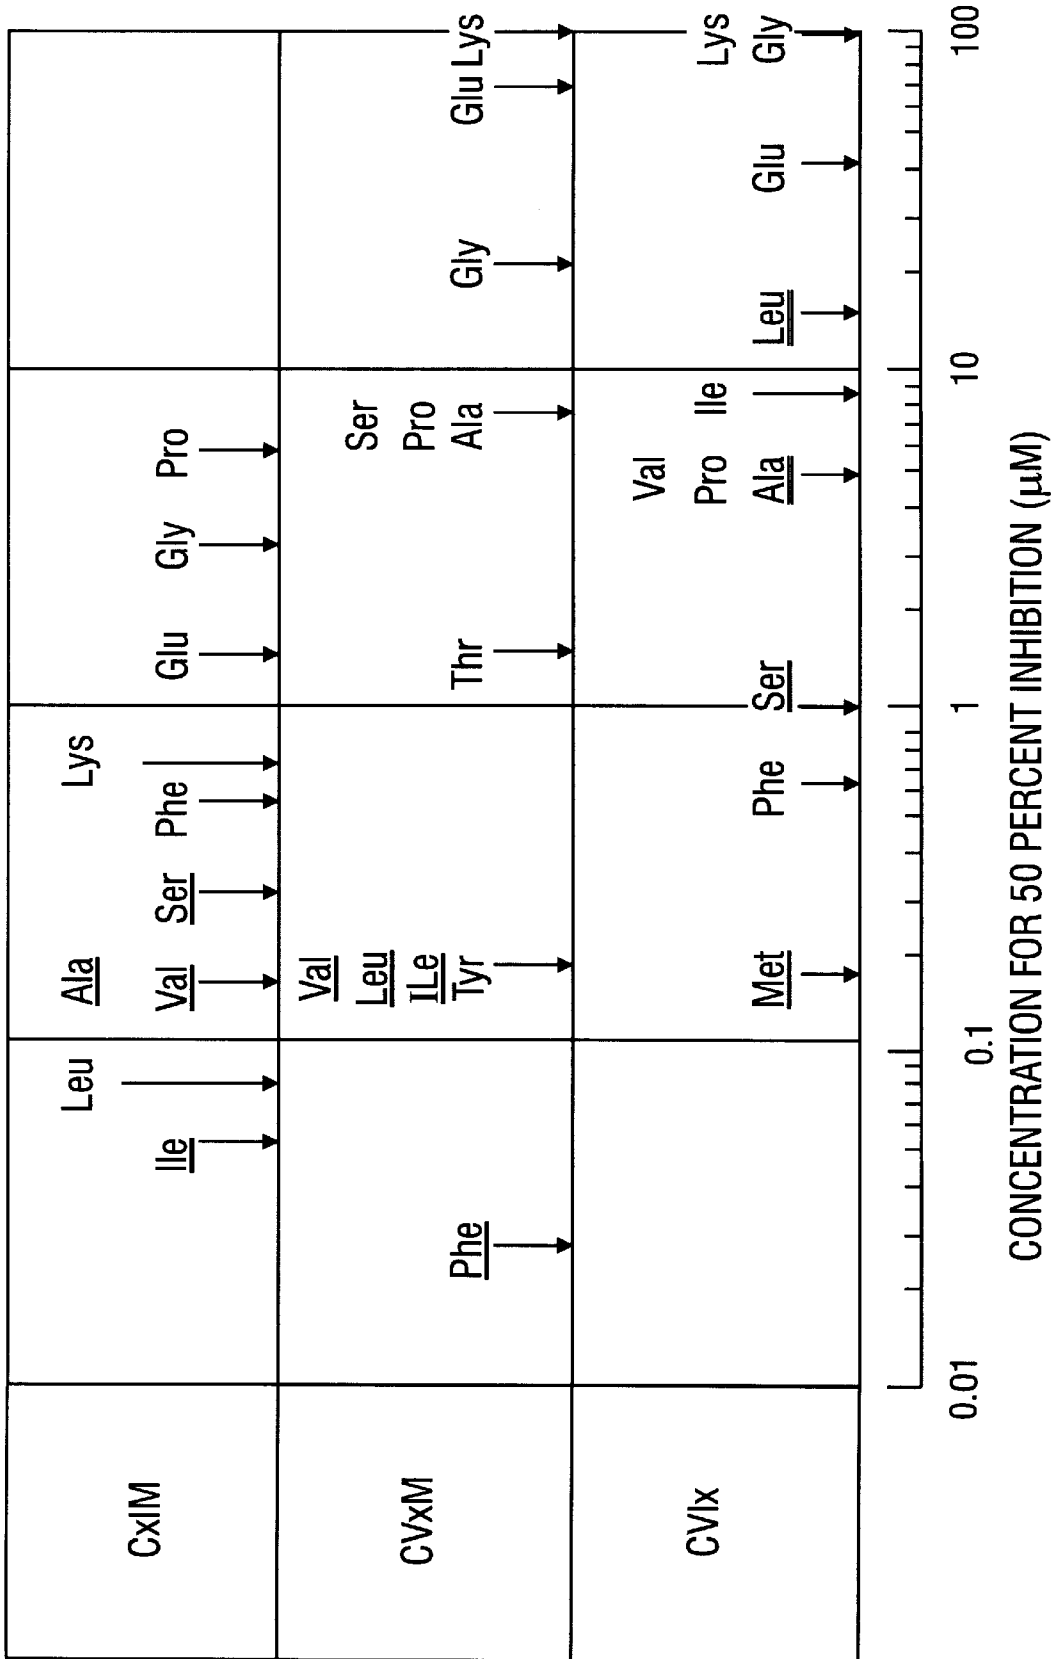 CxIM
Ile
Leu
Ala
Val
Ser
Phe
Lys
Glu
Gly
Pro
CVxM
Phe
Val
Leu
ILe
Tyr
Thr
Ser
Pro
Ala
Gly
Glu Lys
CVIx
Met
Phe
Ser
Val
Pro
Ala
Ile
Leu
Glu
Lys
Gly
0.01 0.1 1 10 100
CONCENTRATION FOR 50 PERCENT INHIBITION (µM)